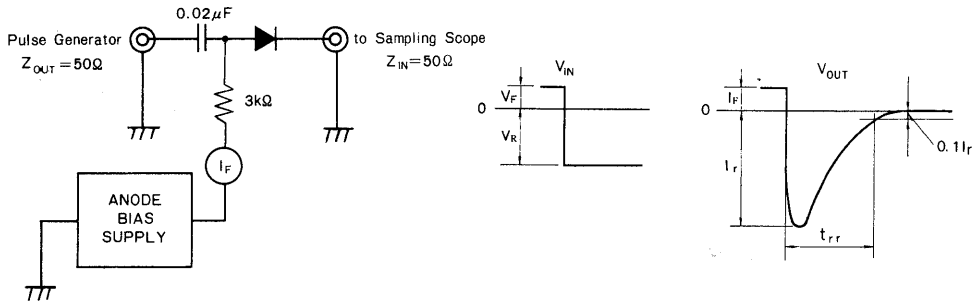 0.02μF
Pulse Generator
Z_OUT = 50Ω
to Sampling Scope
Z_IN = 50Ω
3kΩ
I_F
ANODE
BIAS
SUPPLY
V_IN
V_F
0
V_R
V_OUT
I_F
0
0.1I_r
I_r
t_rr